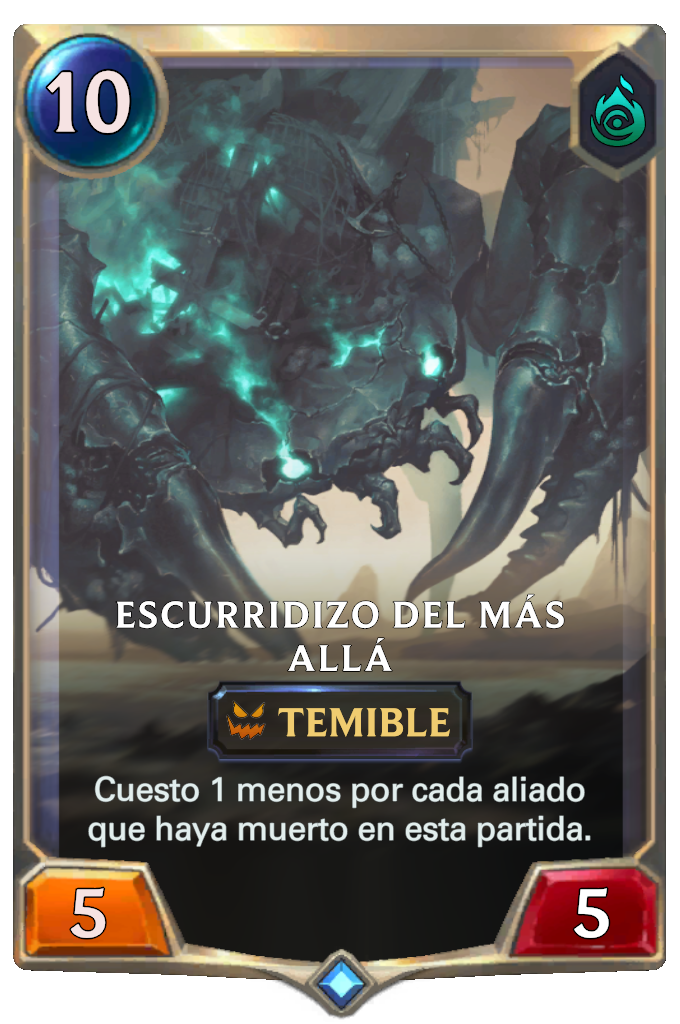 10
ESCURRIDIZO DEL MÁS
ALLÁ
TEMIBLE
Cuesto 1 menos por cada aliado
que haya muerto en esta partida.
5 5